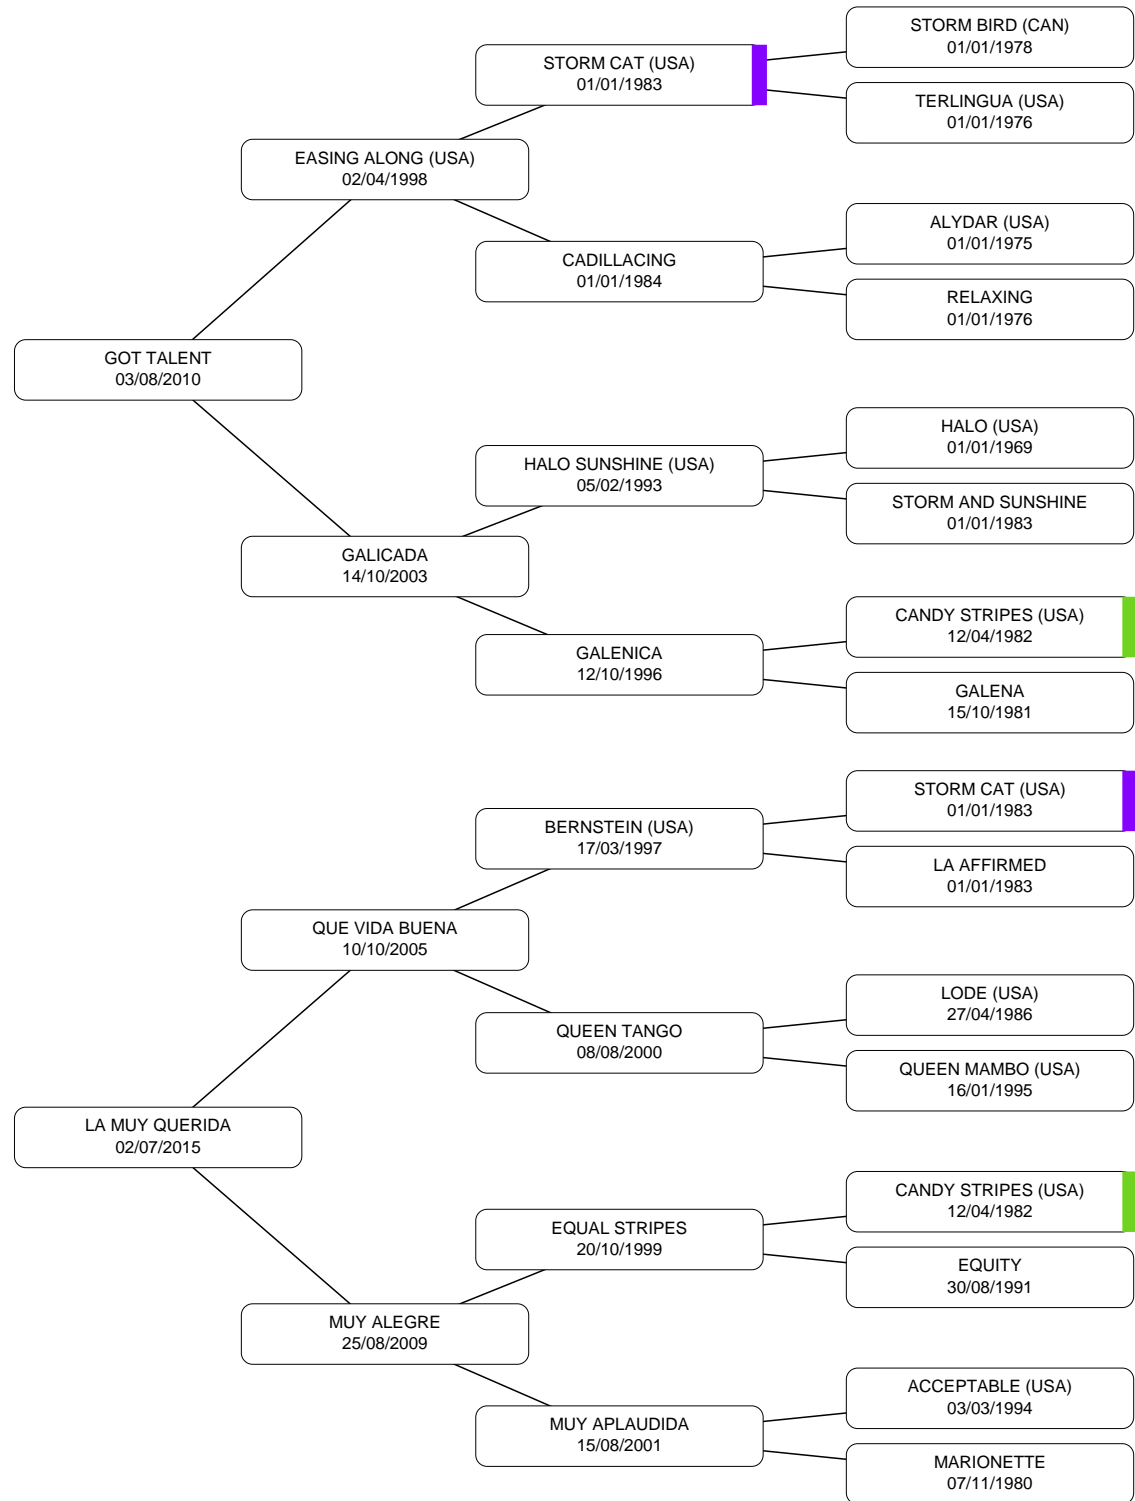 STORM BIRD (CAN)
01/01/1978
STORM CAT (USA)
01/01/1983
TERLINGUA (USA)
01/01/1976
EASING ALONG (USA)
02/04/1998
ALYDAR (USA)
01/01/1975
CADILLACING
01/01/1984
RELAXING
01/01/1976
GOT TALENT
03/08/2010
HALO (USA)
01/01/1969
HALO SUNSHINE (USA)
05/02/1993
STORM AND SUNSHINE
01/01/1983
GALICADA
14/10/2003
CANDY STRIPES (USA)
12/04/1982
GALENICA
12/10/1996
GALENA
15/10/1981
STORM CAT (USA)
01/01/1983
BERNSTEIN (USA)
17/03/1997
LA AFFIRMED
01/01/1983
QUE VIDA BUENA
10/10/2005
LODE (USA)
27/04/1986
QUEEN TANGO
08/08/2000
QUEEN MAMBO (USA)
16/01/1995
LA MUY QUERIDA
02/07/2015
CANDY STRIPES (USA)
12/04/1982
EQUAL STRIPES
20/10/1999
EQUITY
30/08/1991
MUY ALEGRE
25/08/2009
ACCEPTABLE (USA)
03/03/1994
MUY APLAUDIDA
15/08/2001
MARIONETTE
07/11/1980